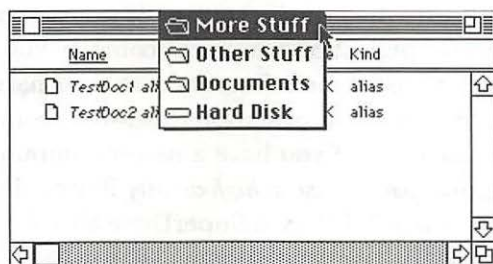 More Stuff
Other Stuff
Documents
Hard Disk
Name Kind
TestDoc1 ali K alias
TestDoc2 ali K alias